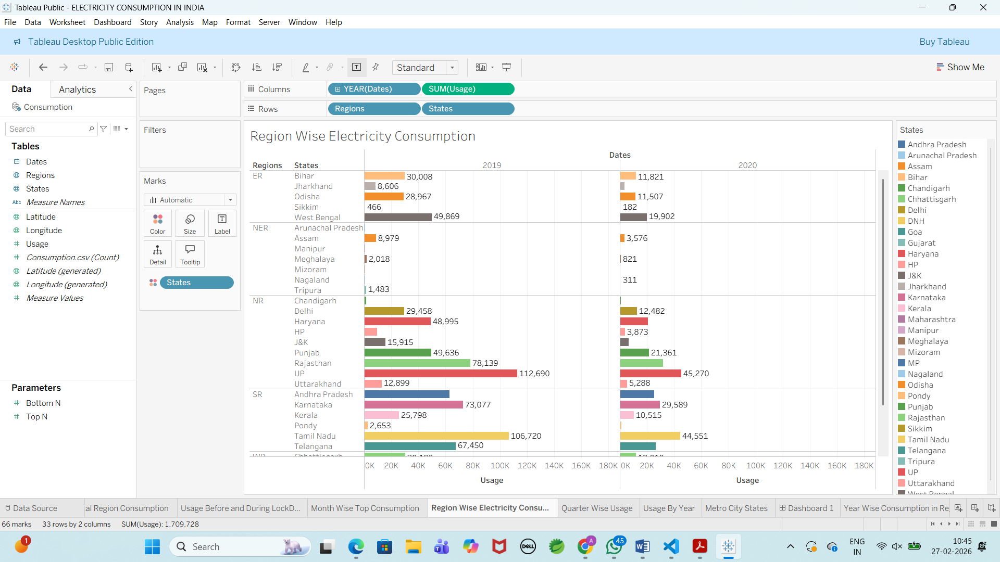 Tableau Public - ELECTRICITY CONSUMPTION IN INDIA
File Data Worksheet Dashboard Story Analysis Map Format Server Window Help
Tableau Desktop Public Edition Buy Tableau
Standard Show Me
Data Analytics
Consumption
Search
Tables
Dates
Regions
States
Abc Measure Names
Latitude
Longitude
Usage
Consumption.csv (Count)
Latitude (generated)
Longitude (generated)
Measure Values
Parameters
Bottom N
Top N
Pages
Filters
Marks
Automatic
Color Size Label
Detail Tooltip
States
Columns YEAR(Dates) SUM(Usage)
Rows Regions States
Region Wise Electricity Consumption
Dates
Regions States 2019 2020
ER Bihar 30,008 11,821
Jharkhand 8,606
Odisha 28,967 11,507
Sikkim 466 182
West Bengal 49,869 19,902
NER Arunachal Pradesh
Assam 8,979 3,576
Manipur
Meghalaya 2,018 821
Mizoram
Nagaland 311
Tripura 1,483
NR Chandigarh
Delhi 29,458 12,482
Haryana 48,995
HP 3,873
J&K 15,915
Punjab 49,636 21,361
Rajasthan 78,139
UP 112,690 45,270
Uttarakhand 12,899 5,288
SR Andhra Pradesh
Karnataka 73,077 29,589
Kerala 25,798 10,515
Pondy 2,653
Tamil Nadu 106,720 44,551
Telangana 67,450
0K 20K 40K 60K 80K 100K 120K 140K 160K 180K 0K 20K 40K 60K 80K 100K 120K 140K 160K 180K
Usage Usage
States
Andhra Pradesh
Arunachal Pradesh
Assam
Bihar
Chandigarh
Chhattisgarh
Delhi
DNH
Goa
Gujarat
Haryana
HP
J&K
Jharkhand
Karnataka
Kerala
Maharashtra
Manipur
Meghalaya
Mizoram
MP
Nagaland
Odisha
Pondy
Punjab
Rajasthan
Sikkim
Tamil Nadu
Telangana
Tripura
UP
Uttarakhand
West Bengal
Data Source al Region Consumption Usage Before and During LockD... Month Wise Top Consumption Region Wise Electricity Consu... Quarter Wise Usage Usage By Year Metro City States Dashboard 1 Year Wise Consumption in Re
66 marks 33 rows by 2 columns SUM(Usage): 1,709,728
1 Search DELL A 45 ENG IN 10:45 27-02-2026